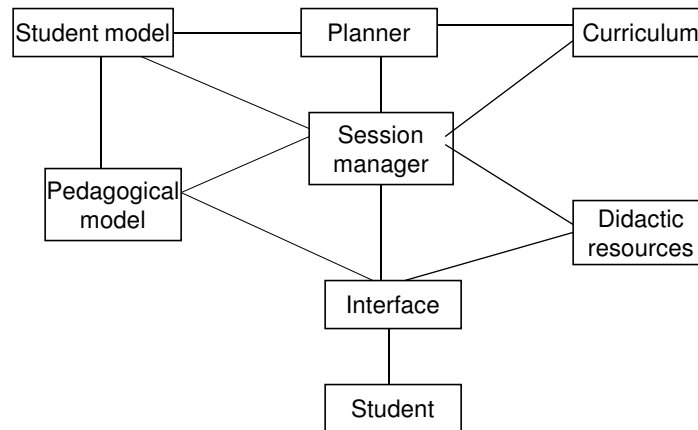 Student model
Planner
Curriculum
Session
manager
Pedagogical
model
Didactic
resources
Interface
Student